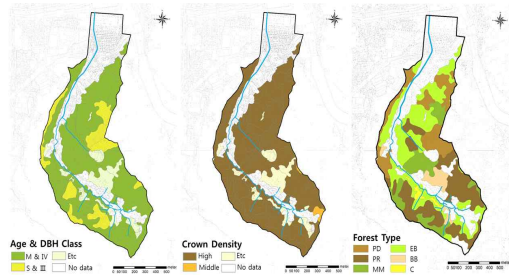 Age & DBH Class
M & IV
Etc
S & III
No data
Crown Density
High
Etc
Middle
No data
Forest Type
PD
EB
PR
BB
MM
C